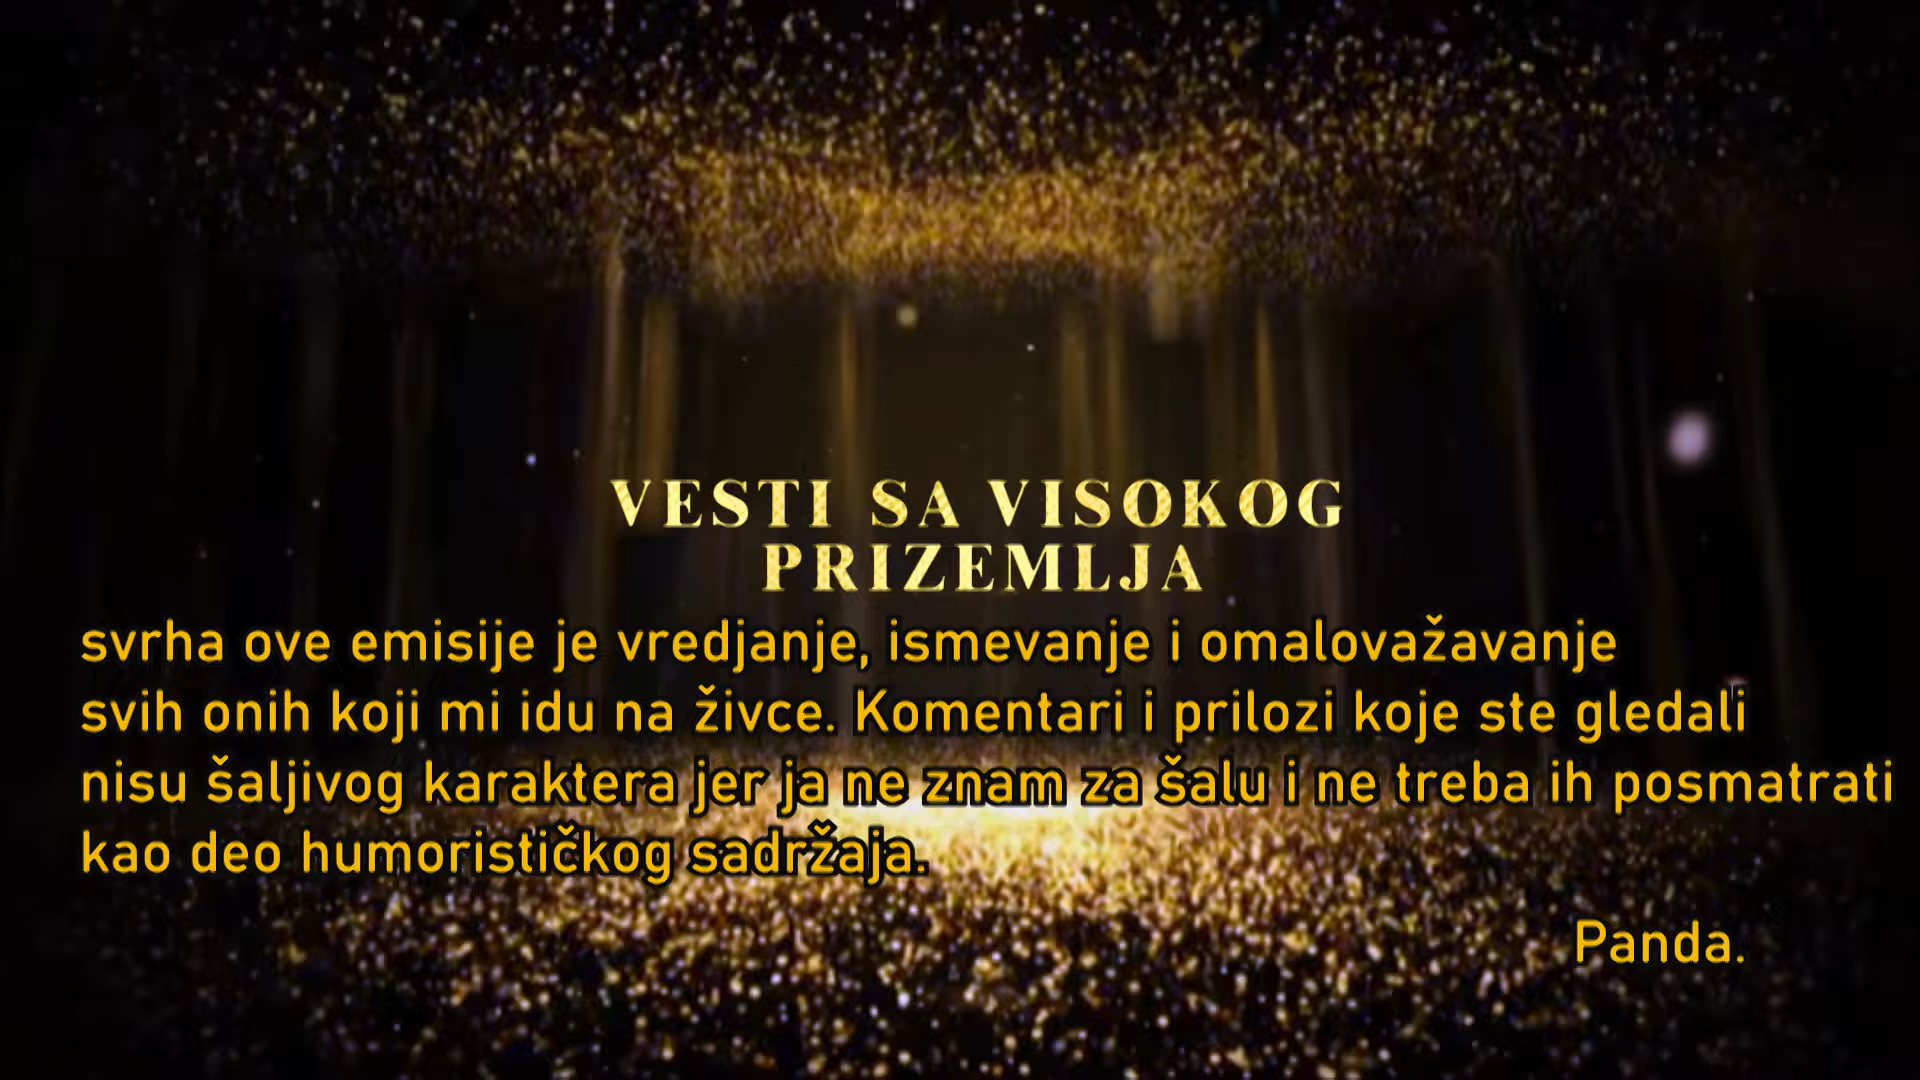 VESTI SA VISOKOG
PRIZEMLJA
svrha ove emisije je vredjanje, ismevanje i omalovažavanje
svih onih koji mi idu na živce. Komentari i prilozi koje ste gledali
nisu šaljivog karaktera jer ja ne znam za šalu i ne treba ih posmatrati
kao deo humorističkog sadržaja.
Panda.